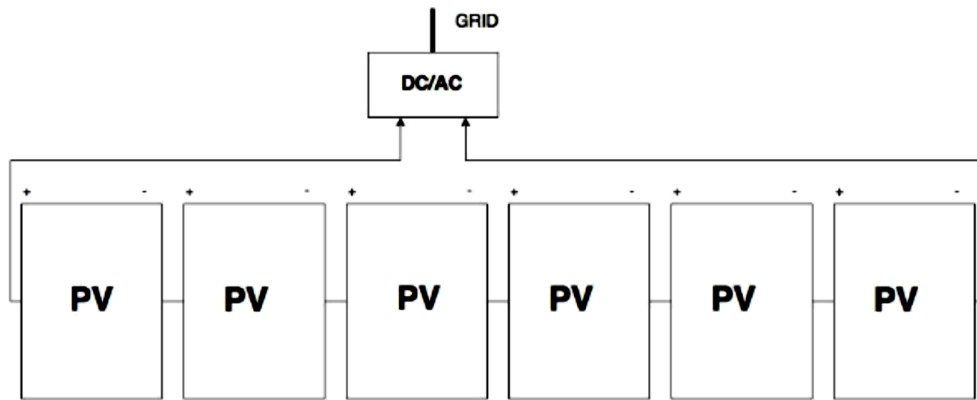 GRID
DC/AC
+ - + - + - + - + - + -
PV PV PV PV PV PV